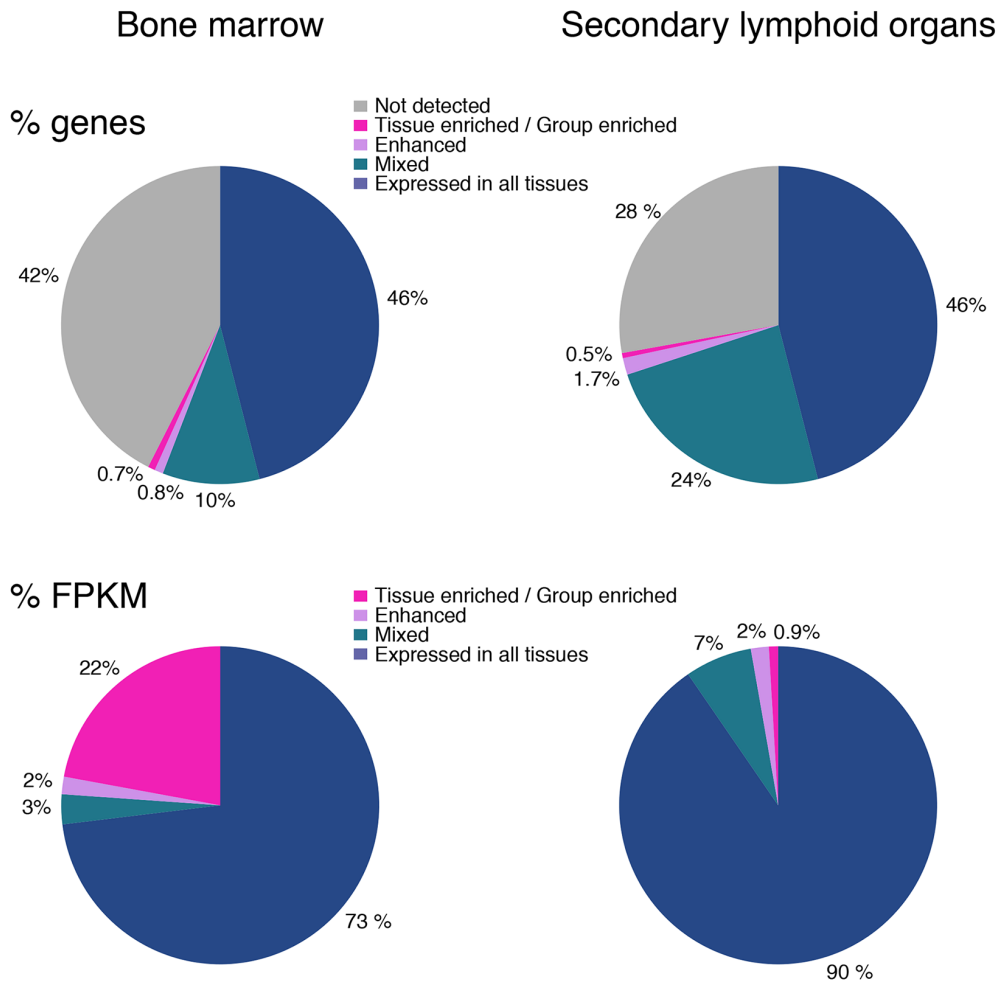 Bone marrow
Secondary lymphoid organs
% genes
Not detected
Tissue enriched / Group enriched
Enhanced
Mixed
Expressed in all tissues
42%
46%
0.7%
0.8%
10%
28 %
46%
0.5%
1.7%
24%
% FPKM
Tissue enriched / Group enriched
Enhanced
Mixed
Expressed in all tissues
22%
2%
3%
73 %
7%
2%
0.9%
90 %